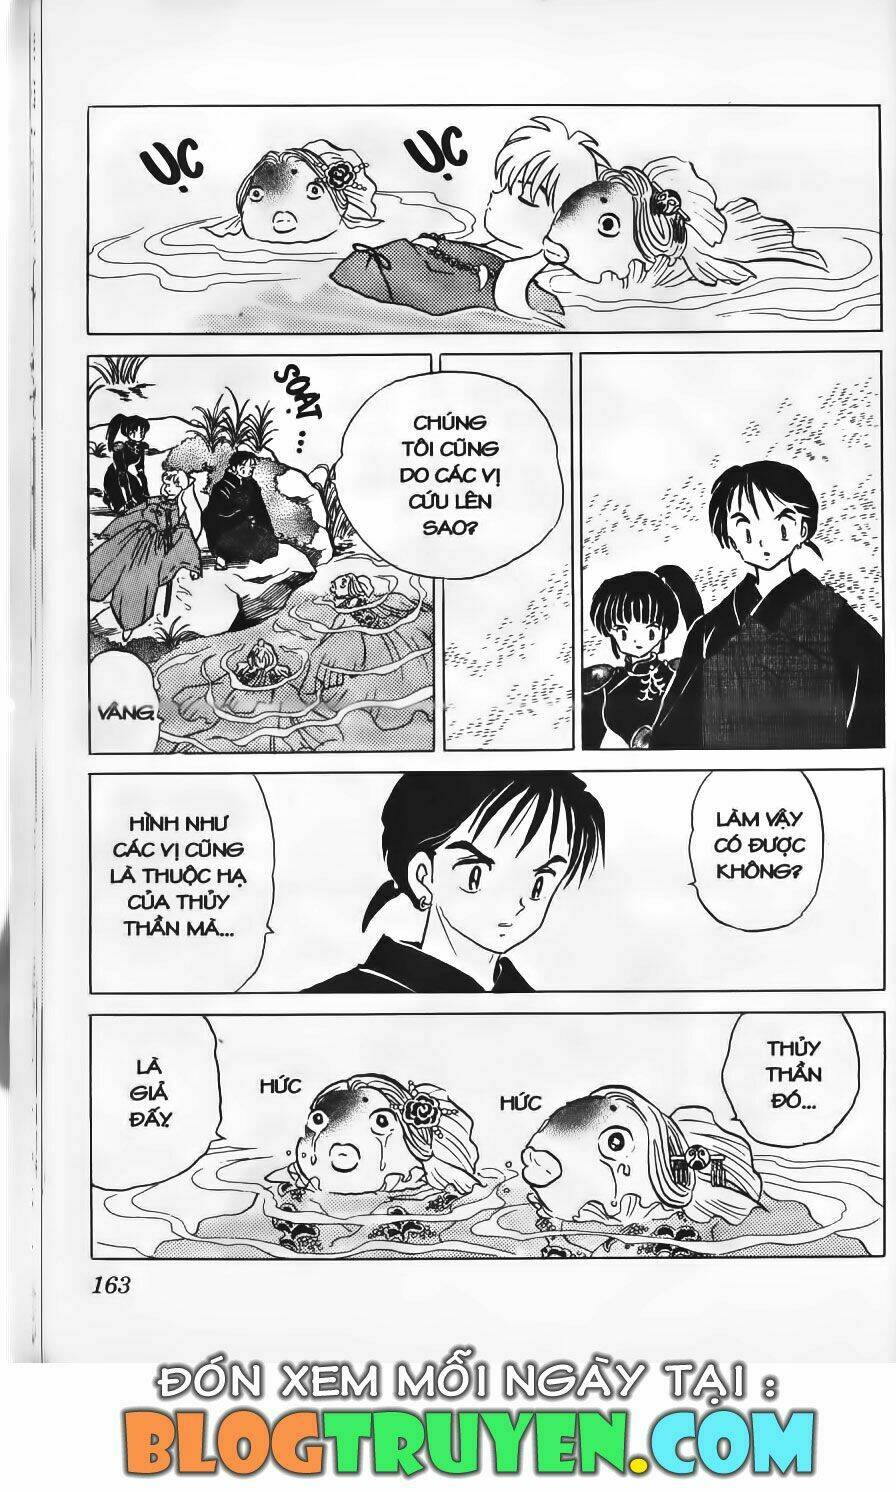 ỤC
ỤC
SOẠT...
CHÚNG
TÔI CŨNG
DO CÁC VỊ
CỨU LÊN
SAO?
VÂNG.
HÌNH NHƯ
CÁC VỊ CŨNG
LÀ THUỘC HẠ
CỦA THỦY
THẦN MÀ...
LÀM VẬY
CÓ ĐƯỢC
KHÔNG?
THỦY
THẦN
ĐÓ...
HỨC
HỨC
LÀ
GIẢ
ĐẤY.
163
ĐÓN XEM MỖI NGÀY TẠI :
BLOGTRUYEN.COM